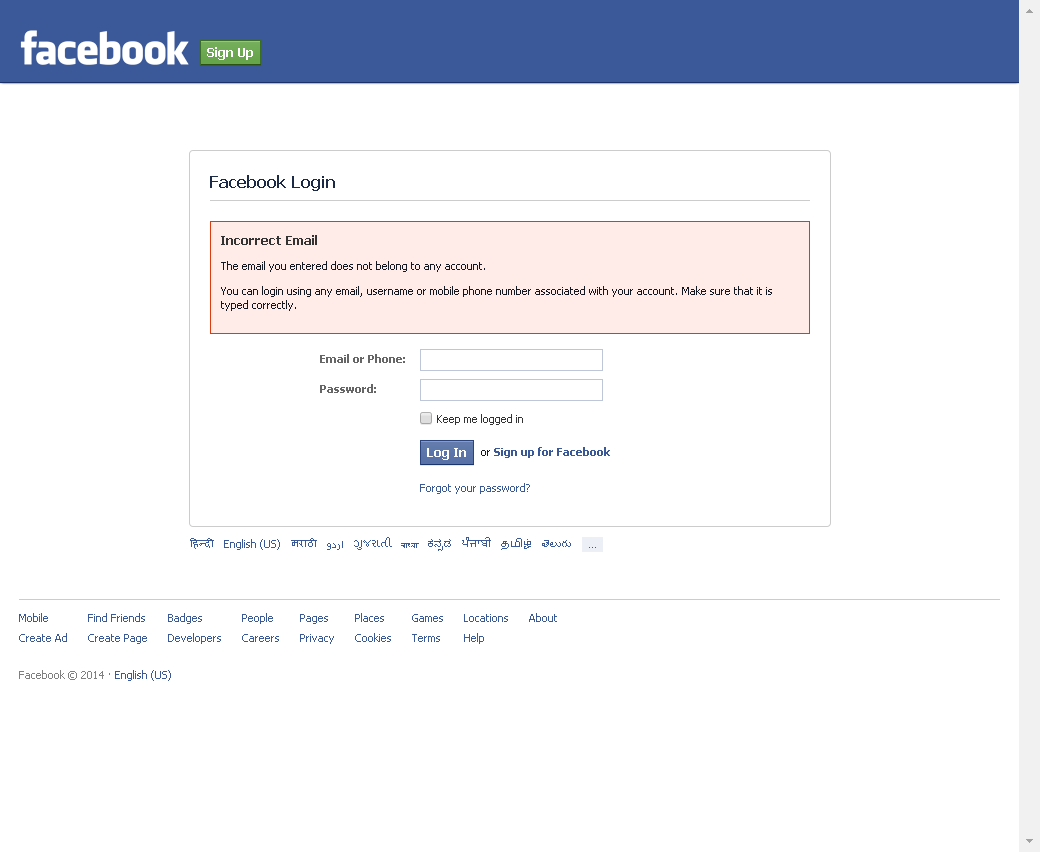 facebook Sign Up
Facebook Login
Incorrect Email
The email you entered does not belong to any account.
You can login using any email, username or mobile phone number associated with your account. Make sure that it is
typed correctly.
Email or Phone:
Password:
Keep me logged in
Log In or Sign up for Facebook
Forgot your password?
हिन्दी English (US) मराठी اردو ગુજરાતી বাংলা ಕನ್ನಡ ਪੰਜਾਬੀ தமிழ் తెలుగు ...
Mobile Find Friends Badges People Pages Places Games Locations About
Create Ad Create Page Developers Careers Privacy Cookies Terms Help
Facebook © 2014 · English (US)